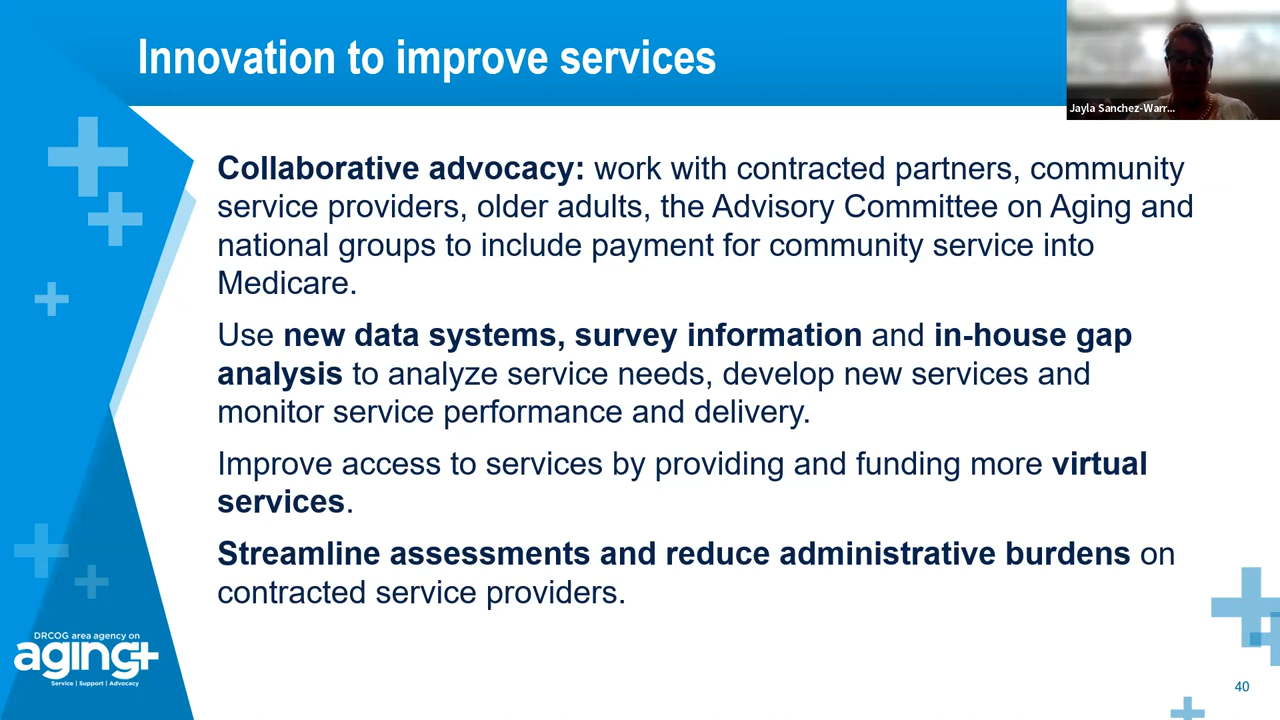 Innovation to improve services
Jayla Sanchez-Warr...
Collaborative advocacy: work with contracted partners, community
service providers, older adults, the Advisory Committee on Aging and
national groups to include payment for community service into
Medicare.
Use new data systems, survey information and in-house gap
analysis to analyze service needs, develop new services and
monitor service performance and delivery.
Improve access to services by providing and funding more virtual
services.
Streamline assessments and reduce administrative burdens on
contracted service providers.
DRCOG area agency on
aging+
Service | Support | Advocacy
40